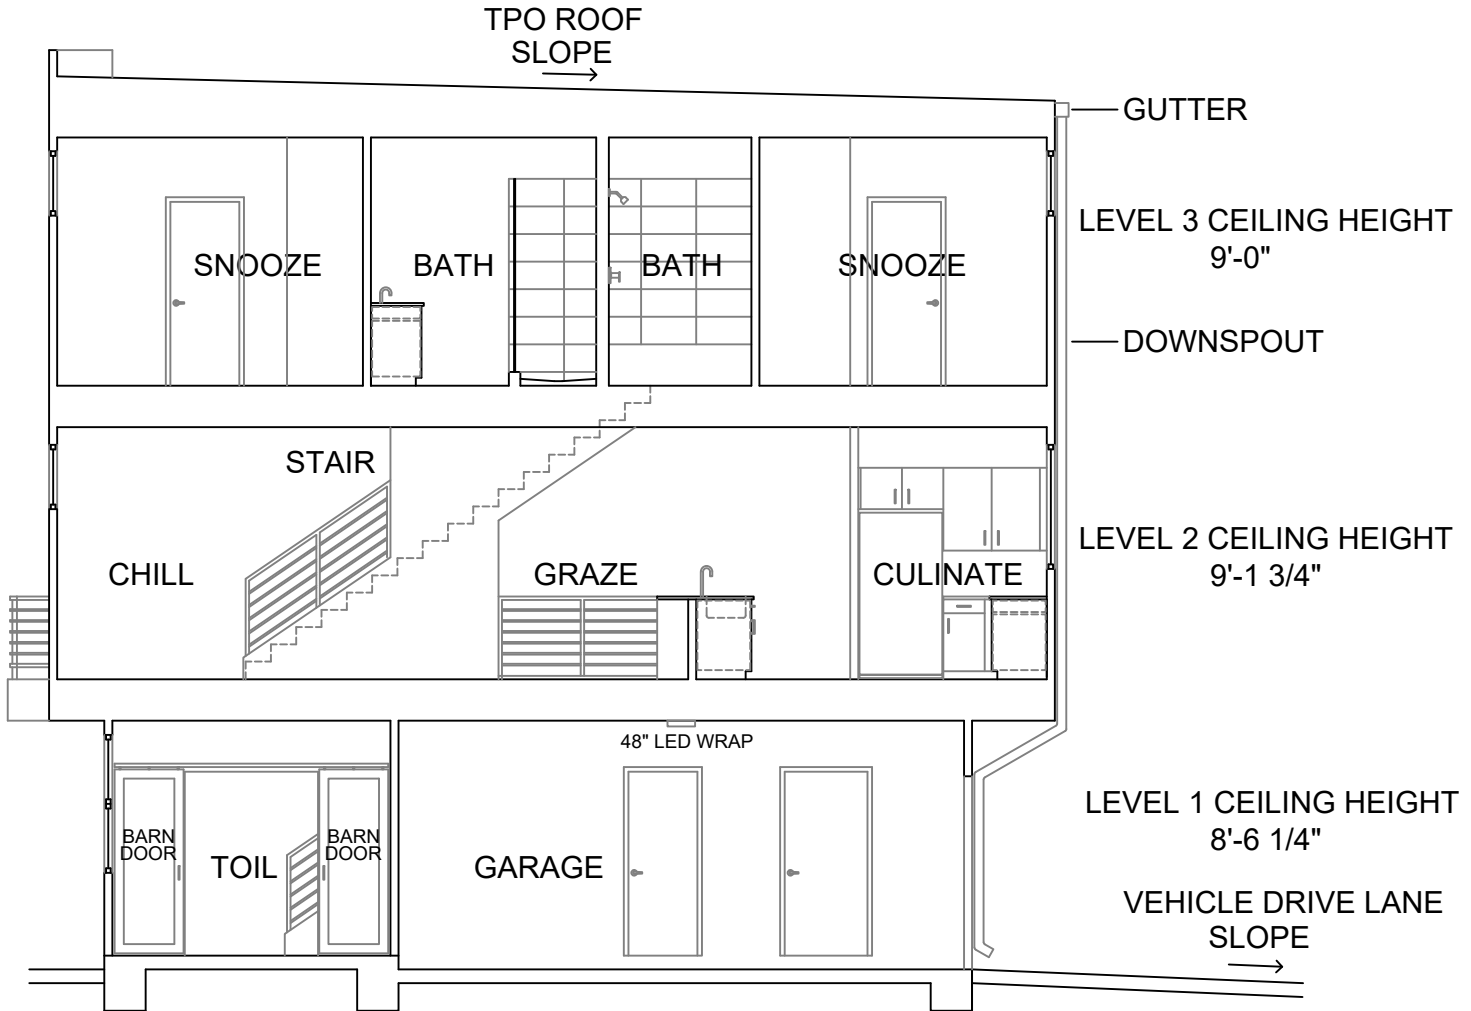 TPO ROOF
SLOPE
GUTTER
LEVEL 3 CEILING HEIGHT
9'-0"
SNOOZE
BATH
BATH
SNOOZE
DOWNSPOUT
STAIR
LEVEL 2 CEILING HEIGHT
9'-1 3/4"
CHILL
GRAZE
CULINATE
48" LED WRAP
LEVEL 1 CEILING HEIGHT
8'-6 1/4"
BARN
DOOR
BARN
DOOR
TOIL
GARAGE
VEHICLE DRIVE LANE
SLOPE